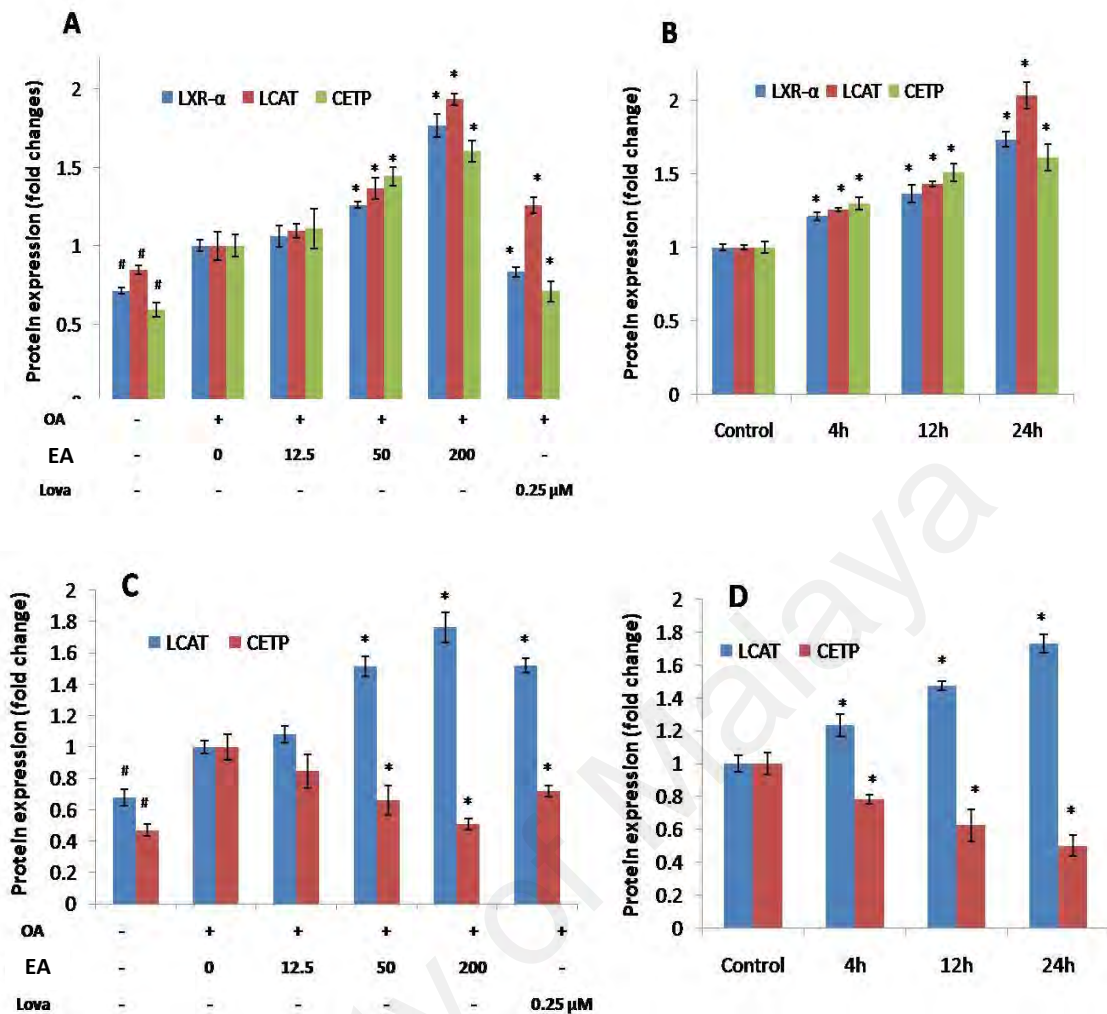 A
Protein expression (fold changes)
LXR-α LCAT CETP
2
1.5
1
0.5
# # #
* * *
* * *
* * *
OA - + + + + +
EA - 0 12.5 50 200 -
Lova - - - - - 0.25 µM
B
Protein expression (fold change)
LXR-α LCAT CETP
2
1.5
1
0.5
0
* * *
* * *
* * *
Control 4h 12h 24h
C
Protein expression (fold change)
LCAT CETP
2
1.8
1.6
1.4
1.2
1
0.8
0.6
0.4
0.2
0
# #
* *
* *
* *
OA - + + + + +
EA - 0 12.5 50 200 -
Lova - - - - - 0.25 µM
D
Protein expression (fold change)
LCAT CETP
2
1.8
1.6
1.4
1.2
1
0.8
0.6
0.4
0.2
0
* *
* *
* *
Control 4h 12h 24h
y of Malaya